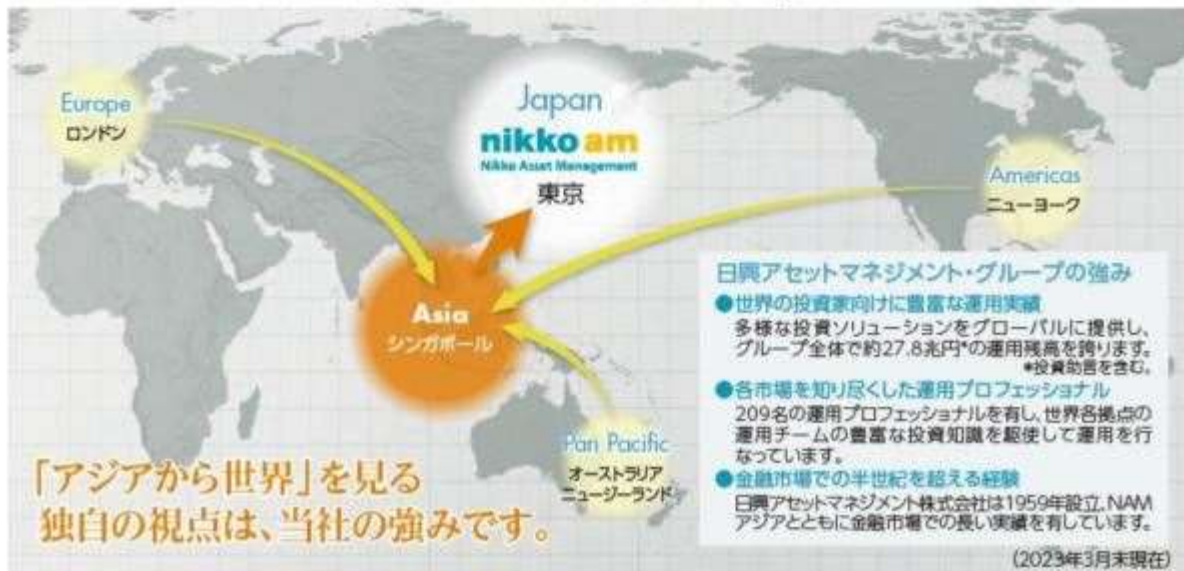 Europe
ロンドン
Japan
nikko am
Nikko Asset Management
東京
Americas
ニューヨーク
Asia
シンガポール
Pan Pacific
オーストラリア
ニュージーランド
「アジアから世界」を見る
独自の視点は、当社の強みです。
日興アセットマネジメント・グループの強み
●世界の投資家向けに豊富な運用実績
多様な投資ソリューションをグローバルに提供し、
グループ全体で約27.8兆円*の運用残高を誇ります。
*投資助言を含む。
●各市場を知り尽くした運用プロフェッショナル
209名の運用プロフェッショナルを有し、世界各拠点の
運用チームの豊富な投資知識を駆使して運用を行
なっています。
●金融市場での半世紀を超える経験
日興アセットマネジメント株式会社は1959年設立。NAM
アジアとともに金融市場での長い実績を有しています。
(2023年3月末現在)